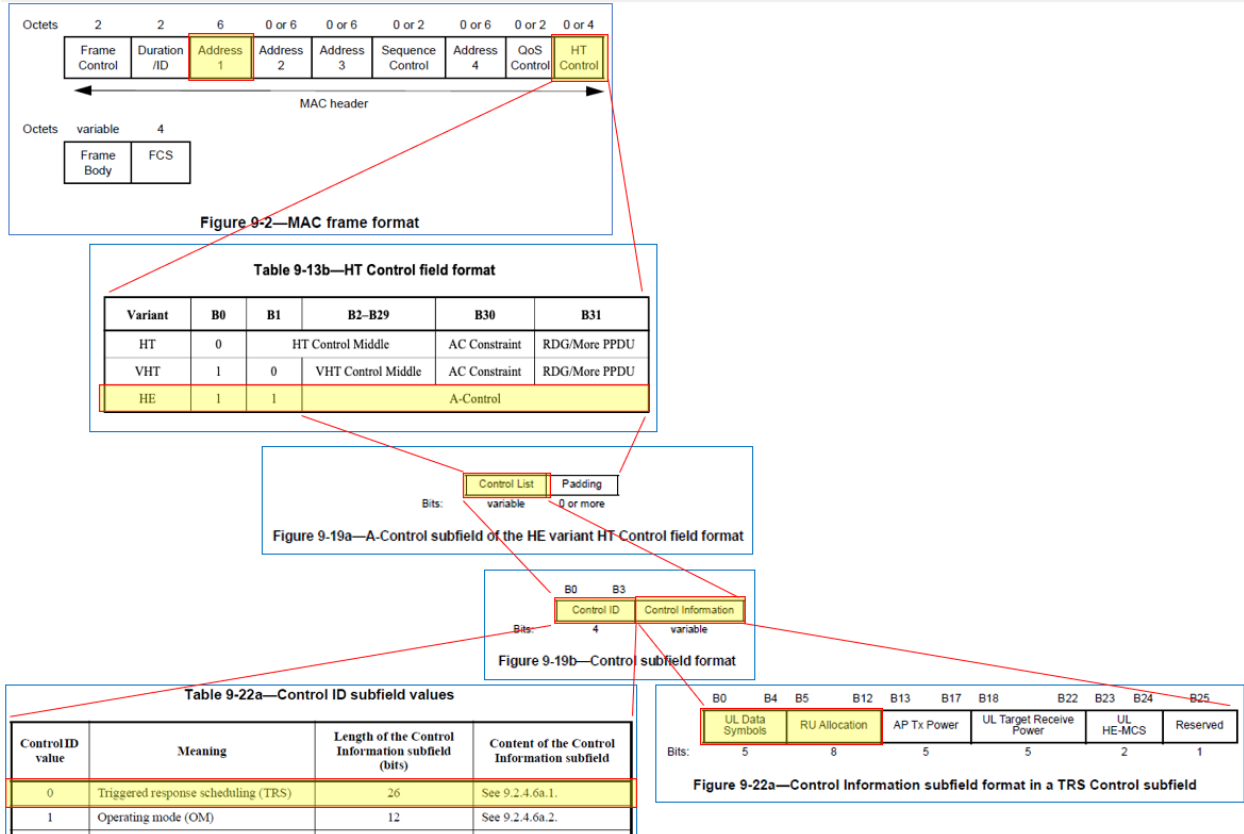 Octets 2 2 6 0 or 6 0 or 6 0 or 2 0 or 6 0 or 2 0 or 4
Frame Control Duration /ID Address 1 Address 2 Address 3 Sequence Control Address 4 QoS Control HT Control
MAC header
Octets variable 4
Frame Body FCS
Figure 9-2—MAC frame format
Table 9-13b—HT Control field format
Variant B0 B1 B2–B29 B30 B31
HT 0 HT Control Middle AC Constraint RDG/More PPDU
VHT 1 0 VHT Control Middle AC Constraint RDG/More PPDU
HE 1 1 A-Control
Control List Padding
Bits: variable 0 or more
Figure 9-19a—A-Control subfield of the HE variant HT Control field format
B0 B3
Control ID Control Information
Bits: 4 variable
Figure 9-19b—Control subfield format
Table 9-22a—Control ID subfield values
Control ID value Meaning Length of the Control Information subfield (bits) Content of the Control Information subfield
0 Triggered response scheduling (TRS) 26 See 9.2.4.6a.1.
1 Operating mode (OM) 12 See 9.2.4.6a.2.
B0 B4 B5 B12 B13 B17 B18 B22 B23 B24 B25
UL Data Symbols RU Allocation AP Tx Power UL Target Receive Power UL HE-MCS Reserved
Bits: 5 8 5 5 2 1
Figure 9-22a—Control Information subfield format in a TRS Control subfield